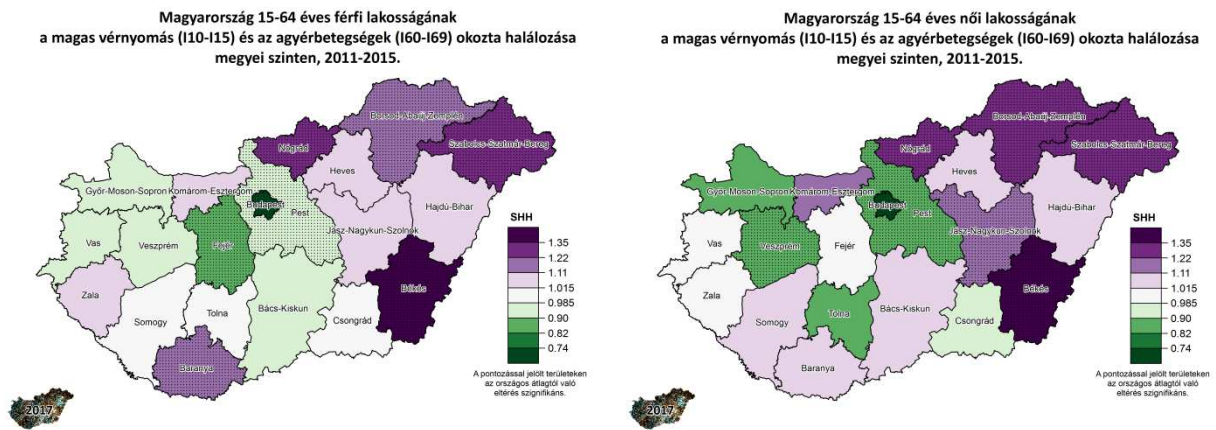 Magyarország 15-64 éves férfi lakosságának
a magas vérnyomás (I10-I15) és az agyérbetegségek (I60-I69) okozta halálozása
megyei szinten, 2011-2015.
Borsod-Abaúj-Zemplén
Szabolcs-Szatmár-Bereg
Nógrád
Heves
Győr-Moson-Sopron
Komárom-Esztergom
Budapest
Pest
Hajdú-Bihar
Jász-Nagykun-Szolnok
Vas
Veszprém
Fejér
Békés
Zala
Bács-Kiskun
Tolna
Somogy
Csongrád
Baranya
SHH
1.35
1.22
1.11
1.015
0.985
0.90
0.82
0.74
A pontozással jelölt területeken
az országos átlagtól való
eltérés szignifikáns.
2017
Magyarország 15-64 éves női lakosságának
a magas vérnyomás (I10-I15) és az agyérbetegségek (I60-I69) okozta halálozása
megyei szinten, 2011-2015.
Borsod-Abaúj-Zemplén
Szabolcs-Szatmár-Bereg
Nógrád
Heves
Győr-Moson-Sopron
Komárom-Esztergom
Budapest
Pest
Hajdú-Bihar
Jász-Nagykun-Szolnok
Vas
Veszprém
Fejér
Békés
Zala
Bács-Kiskun
Tolna
Somogy
Csongrád
Baranya
SHH
1.35
1.22
1.11
1.015
0.985
0.90
0.82
0.74
A pontozással jelölt területeken
az országos átlagtól való
eltérés szignifikáns.
2017